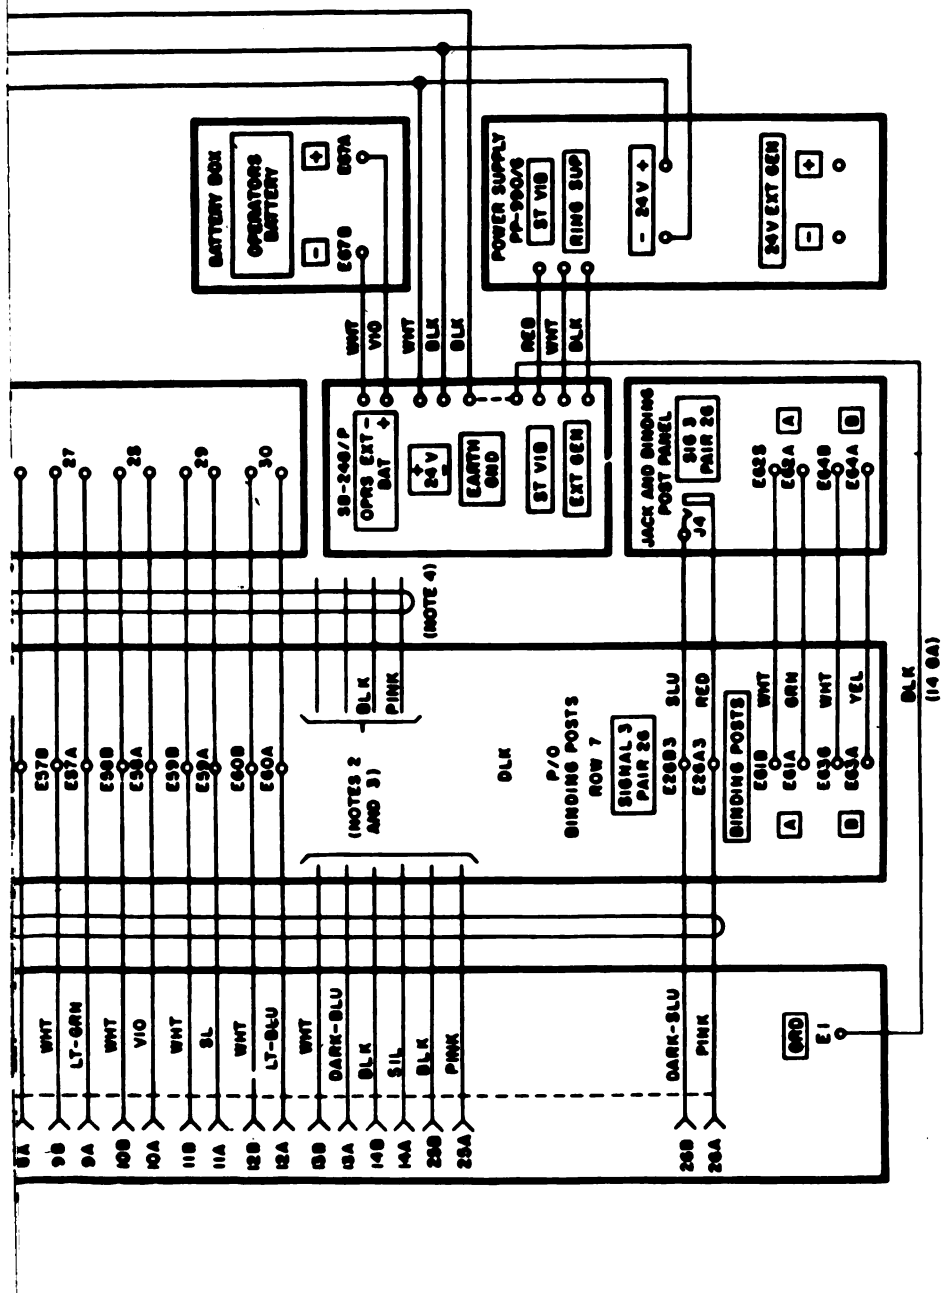 BATTERY BOX
OPERATORS
BATTERY
-
+
E67B
E67A
POWER SUPPLY
PP-990/G
ST VIB
RING SUP
- 24V +
24V EXT GEN
-
+
WHT
VIO
WHT
BLK
BLK
RED
WHT
BLK
27
28
29
30
SB-248/P
OPRS EXT -
BAT +
+
24V
-
EARTH
GND
ST VIB
EXT GEN
JACK AND BINDING
POST PANEL
SIG 3
PAIR 26
J4
E62B
E62A
A
E64B
E64A
B
(NOTE 4)
E57B
E57A
E58B
E58A
E59B
E59A
E60B
E60A
BLK
PINK
(NOTES 2
AND 3)
BLK
P/O
BINDING POSTS
ROW 7
SIGNAL 3
PAIR 26
E26B3
BLU
E26A3
RED
BINDING POSTS
E61B
WHT
E61A
GRN
E63B
WHT
E63A
YEL
A
B
BLK
(14 GA)
WHT
LT-GRN
WHT
VIO
WHT
SL
WHT
LT-BLU
WHT
DARK-BLU
BLK
SIL
BLK
PINK
DARK-BLU
PINK
GRD
E1
8A
9B
9A
10B
10A
11B
11A
12B
12A
13B
13A
14B
14A
25B
25A
26B
26A